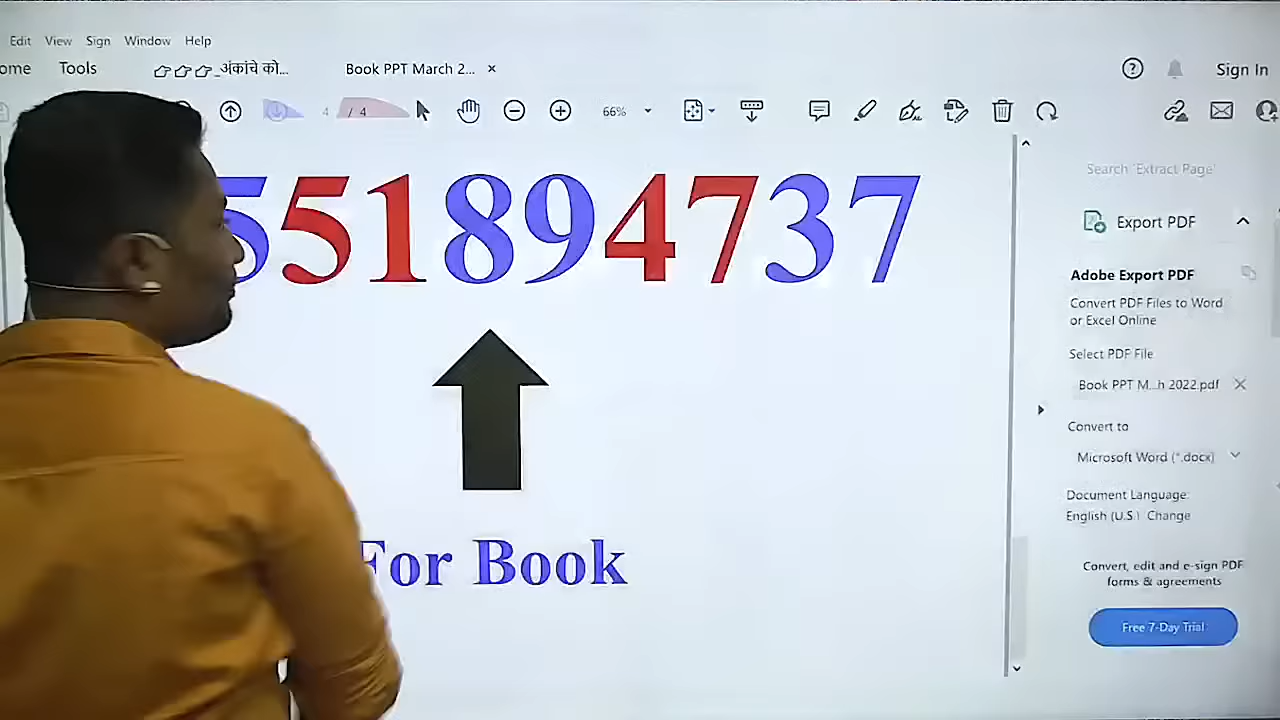 Edit View Sign Window Help
ome Tools 👉👉👉_अंकांचे को... Book PPT March 2... × Sign In
4 / 4 66%
Search 'Extract Page'
551894737
Export PDF
Adobe Export PDF
Convert PDF Files to Word
or Excel Online
Select PDF File
Book PPT M...h 2022.pdf ×
Convert to
Microsoft Word (*.docx)
Document Language:
English (U.S.) Change
For Book
Convert, edit and e-sign PDF
forms & agreements
Free 7-Day Trial